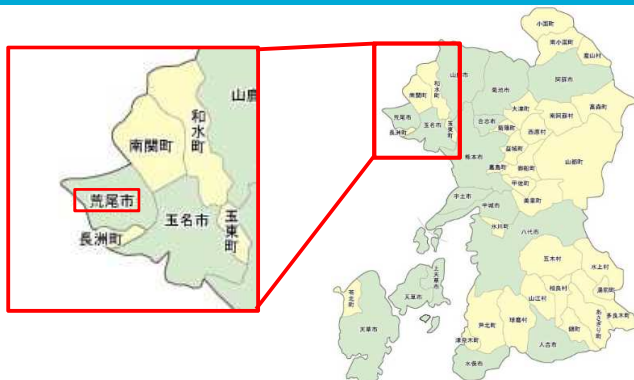 山鹿
和水町
南関町
荒尾市
玉名市
玉東町
長洲町
小国町
南小国町
産山村
山鹿市
菊池市
阿蘇市
南関町
和水町
荒尾市
玉名市
玉東町
長洲町
合志市
大津町
菊陽町
南阿蘇村
高森町
西原村
熊本市
益城町
嘉島町
御船町
山都町
甲佐町
宇土市
宇城市
美里町
氷川町
八代市
上天草市
天草市
苓北町
天草市
五木村
水上村
相良村
湯前町
山江村
多良木町
あさぎり町
芦北町
球磨村
錦町
津奈木町
人吉市
水俣市